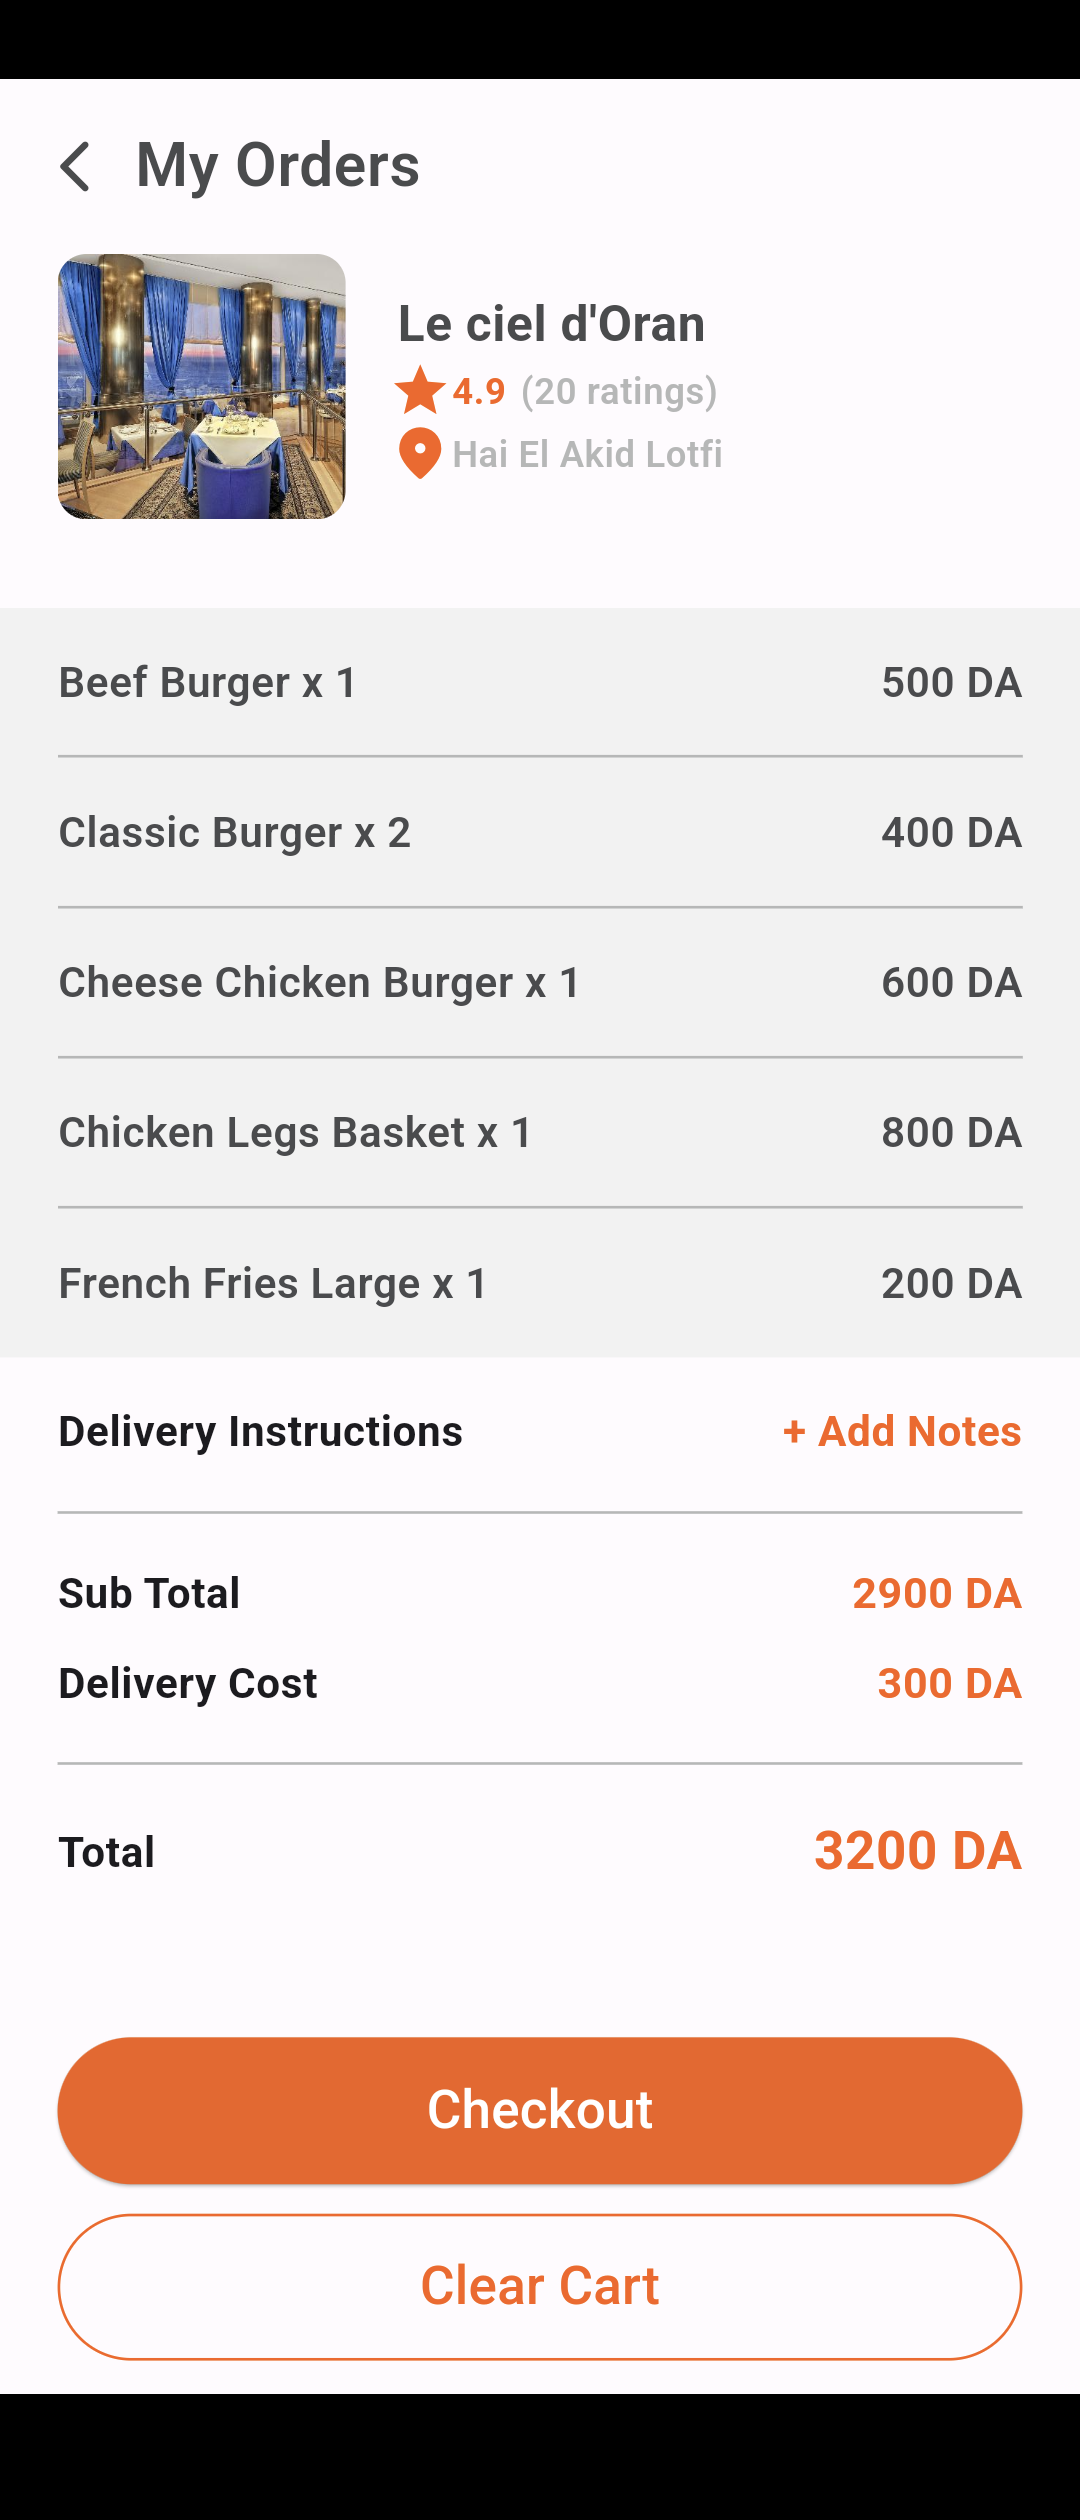 My Orders
Le ciel d'Oran
4.9 (20 ratings)
Hai El Akid Lotfi
Beef Burger x 1 500 DA
Classic Burger x 2 400 DA
Cheese Chicken Burger x 1 600 DA
Chicken Legs Basket x 1 800 DA
French Fries Large x 1 200 DA
Delivery Instructions + Add Notes
Sub Total 2900 DA
Delivery Cost 300 DA
Total 3200 DA
Checkout
Clear Cart